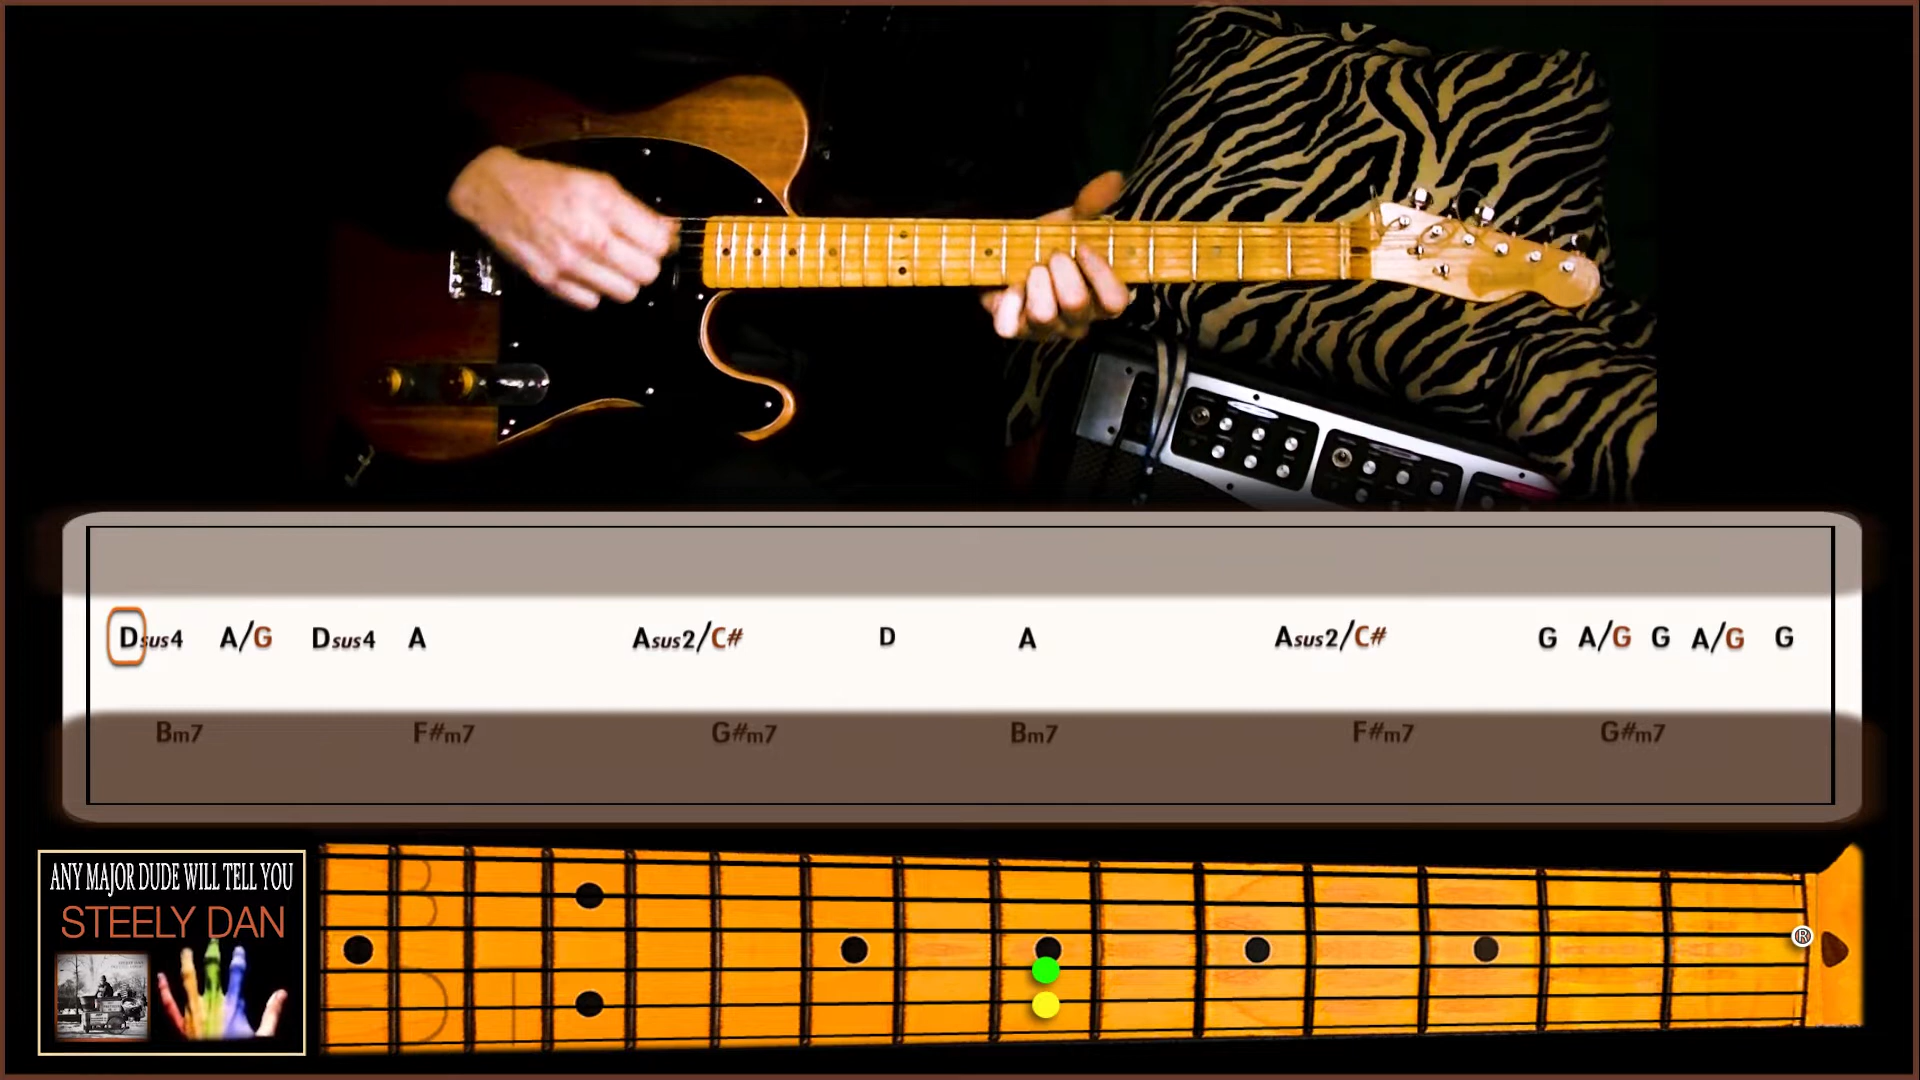 Dsus4 A/G Dsus4 A Asus2/C# D A Asus2/C# G A/G G A/G G
Bm7 F#m7 G#m7 Bm7 F#m7 G#m7
ANY MAJOR DUDE WILL TELL YOU
STEELY DAN
®